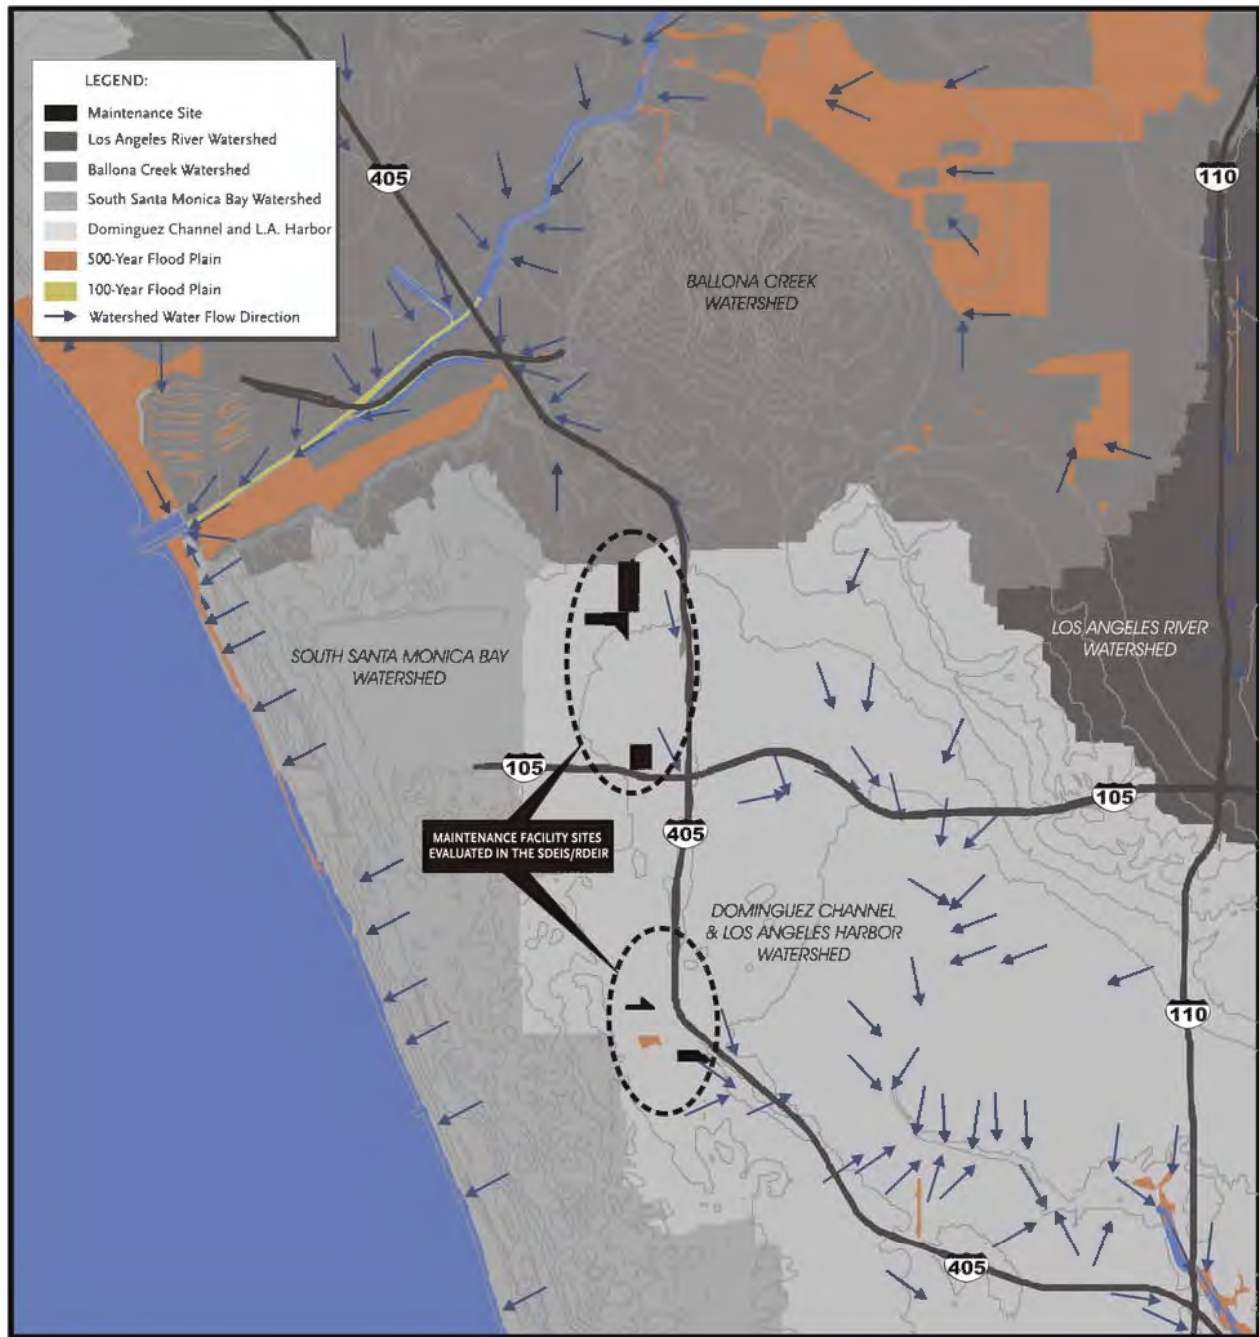 LEGEND:
Maintenance Site
Los Angeles River Watershed
Ballona Creek Watershed
South Santa Monica Bay Watershed
Dominguez Channel and L.A. Harbor
500-Year Flood Plain
100-Year Flood Plain
Watershed Water Flow Direction
405
110
BALLONA CREEK
WATERSHED
LOS ANGELES RIVER
WATERSHED
SOUTH SANTA MONICA BAY
WATERSHED
105
105
405
MAINTENANCE FACILITY SITES
EVALUATED IN THE SDEIS/RDEIR
DOMINGUEZ CHANNEL
& LOS ANGELES HARBOR
WATERSHED
110
405